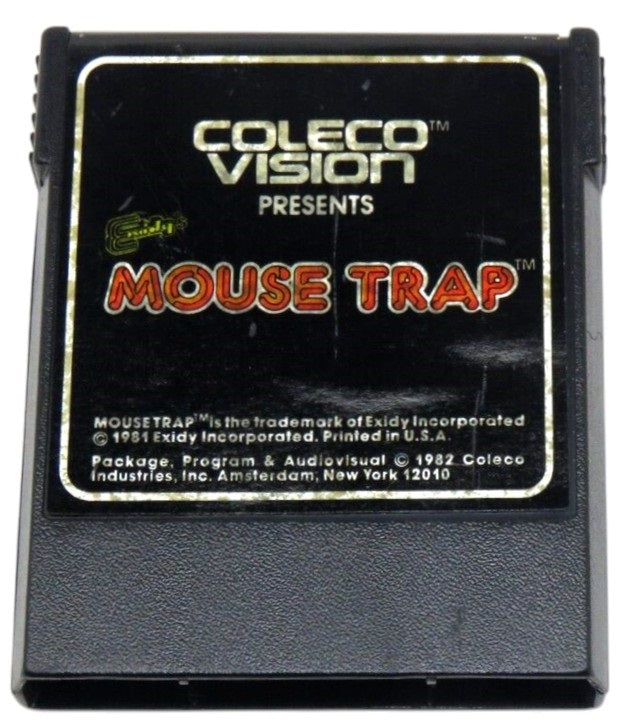 COLECO™
VISION
PRESENTS
Exidy's
MOUSE TRAP™
MOUSETRAP™ is the trademark of Exidy Incorporated
© 1981 Exidy Incorporated. Printed in U.S.A.
Package, Program & Audiovisual © 1982 Coleco
Industries, Inc. Amsterdam, New York 12010